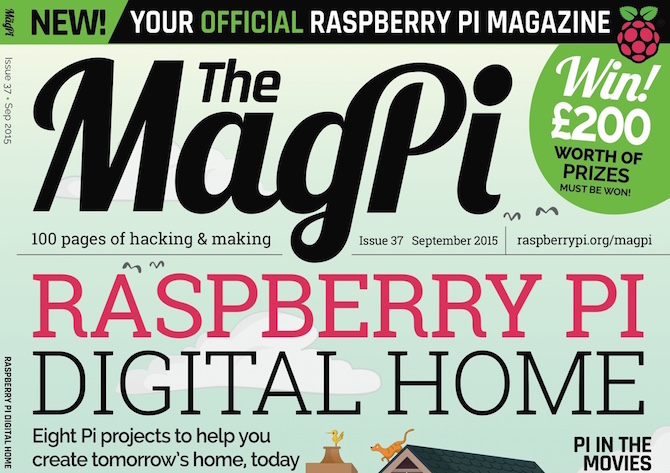 NEW! YOUR OFFICIAL RASPBERRY PI MAGAZINE
MagPi
Issue 37 • Sep 2015
RASPBERRY PI DIGITAL HOME
The
MagPi
Win!
£200
WORTH OF
PRIZES
MUST BE WON!
100 pages of hacking & making
Issue 37 September 2015
raspberrypi.org/magpi
RASPBERRY PI
DIGITAL HOME
Eight Pi projects to help you
create tomorrow's home, today
PI IN THE
MOVIES